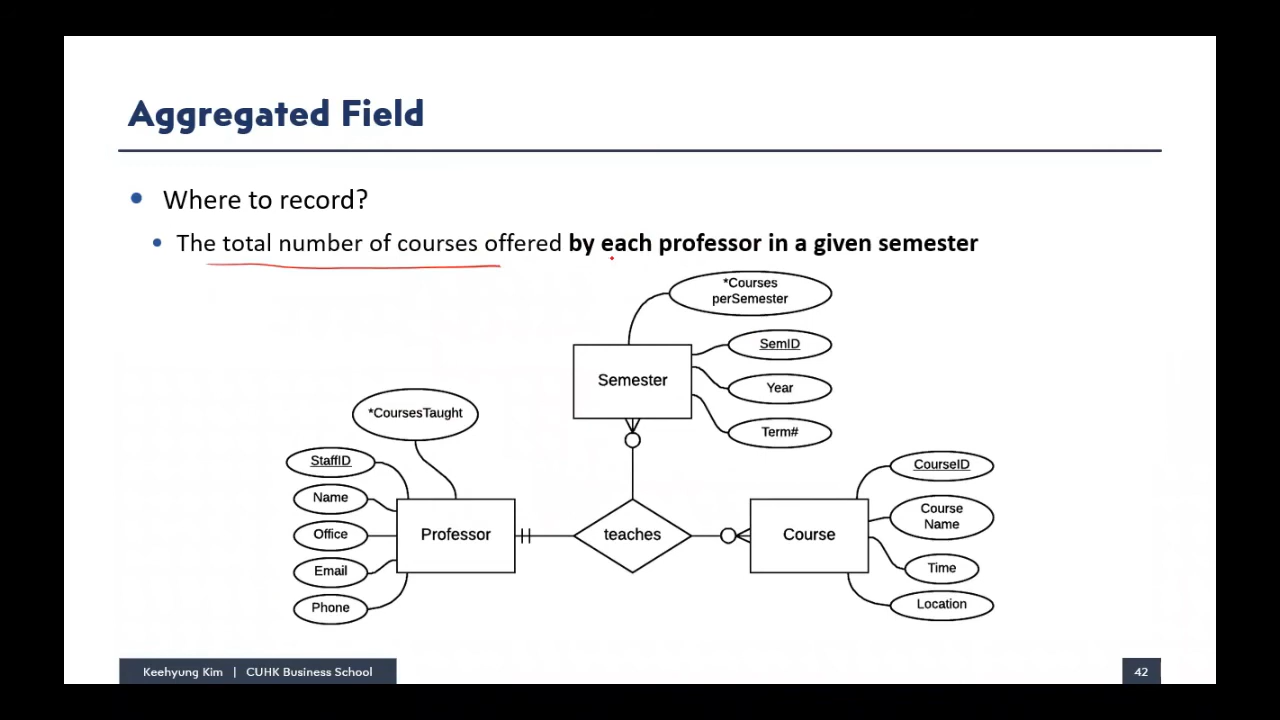 Aggregated Field
Where to record?
The total number of courses offered by each professor in a given semester
*Courses
perSemester
SemID
Semester
Year
*CoursesTaught
Term#
StaffID
CourseID
Name
Course
Name
Office
Professor
teaches
Course
Email
Time
Phone
Location
Keehyung Kim | CUHK Business School
42